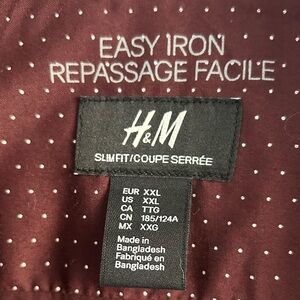 EASY IRON
REPASSAGE FACILE
H&M
SLIM FIT/COUPE SERRÉE
EUR XXL
US XXL
CA TTG
CN 185/124A
MX XXG
Made in
Bangladesh
Fabriqué en
Bangladesh